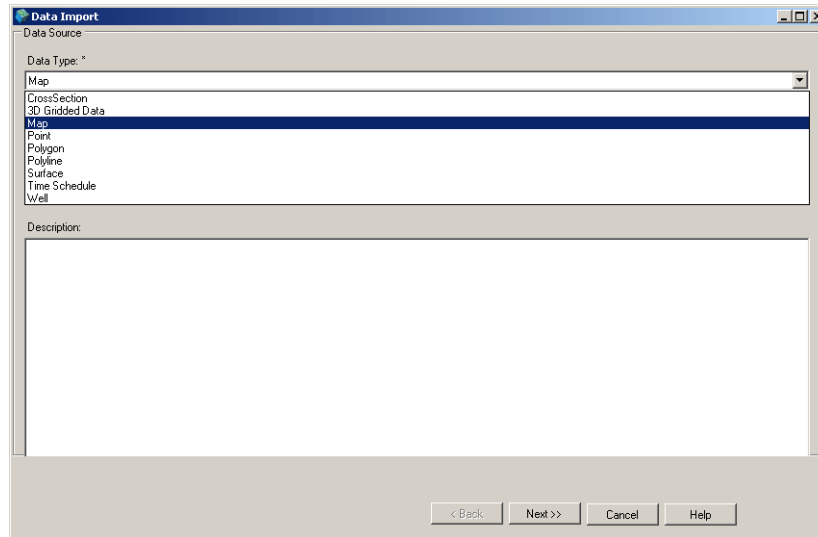 Data Import
Data Source
Data Type: *
Map
CrossSection
3D Gridded Data
Map
Point
Polygon
Polyline
Surface
Time Schedule
Well
Description:
< Back Next >> Cancel Help